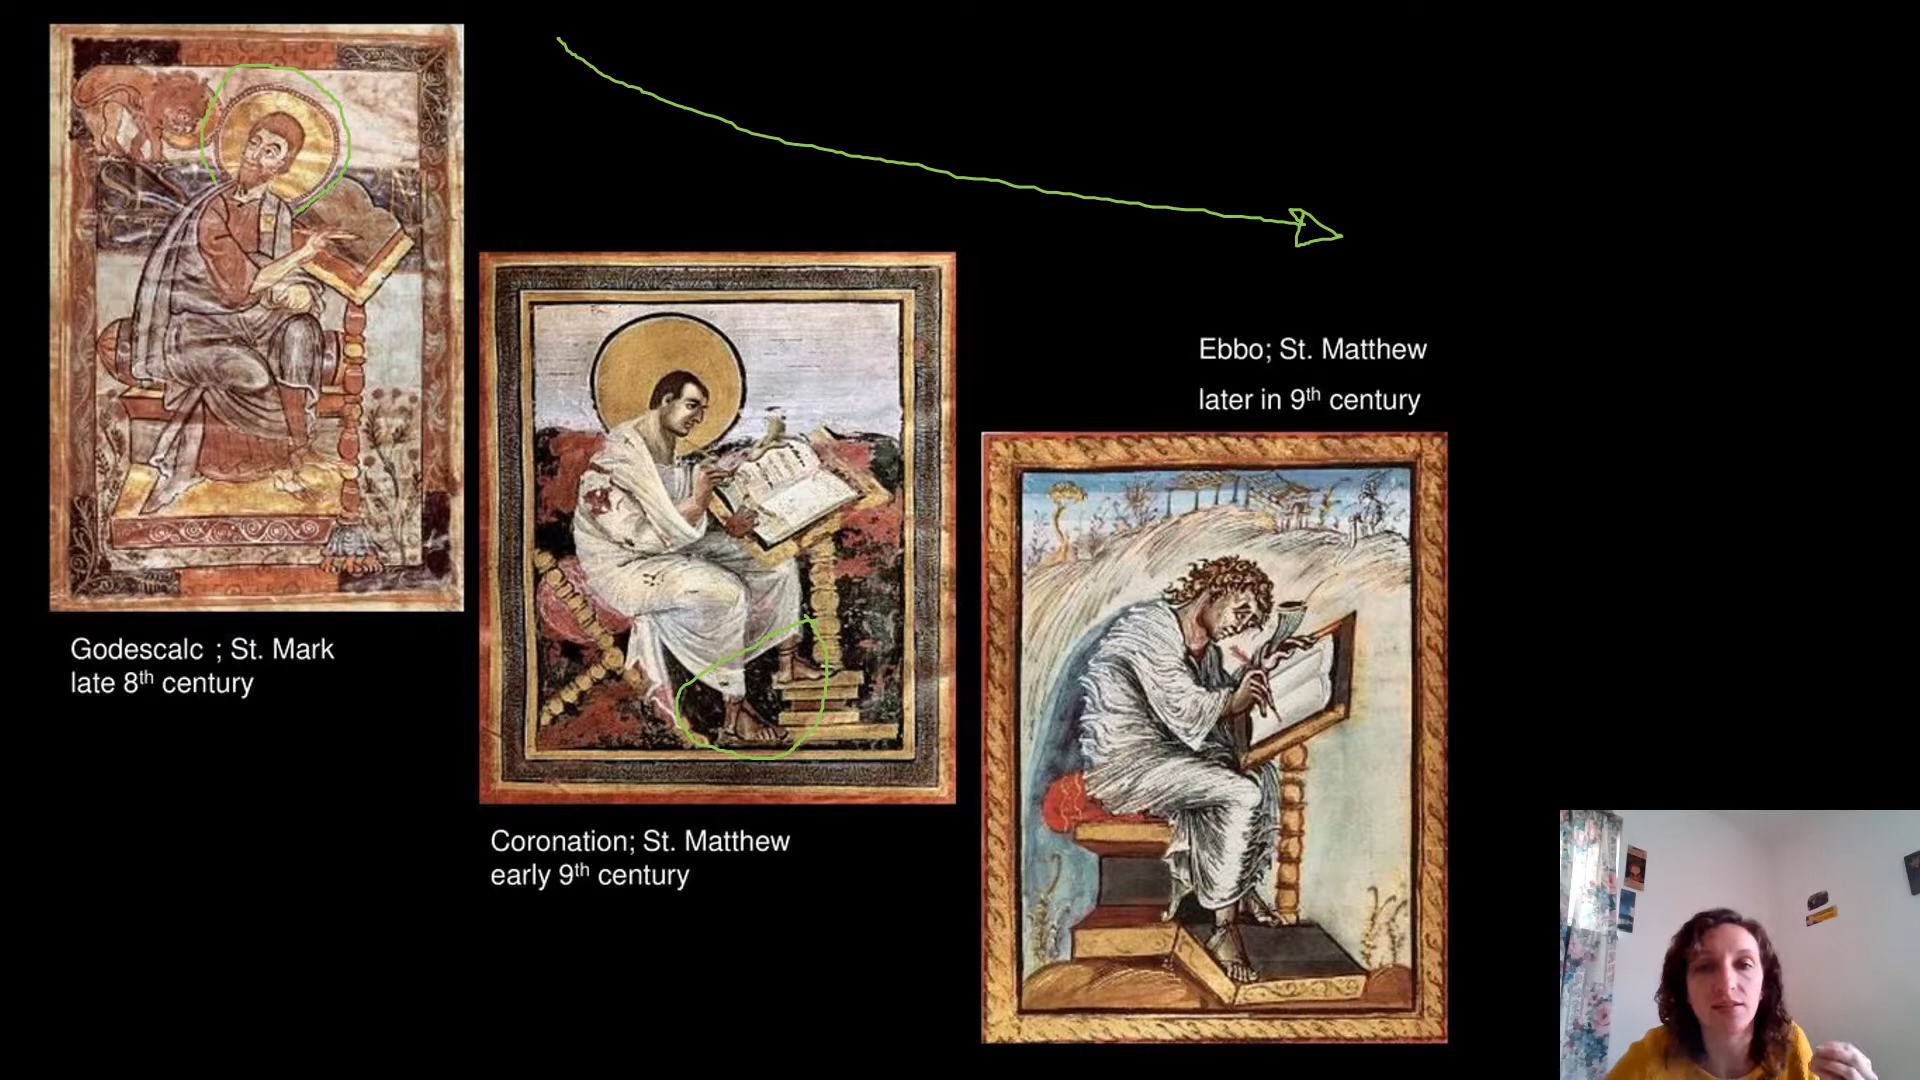 Godescalc ; St. Mark
late 8th century
Coronation; St. Matthew
early 9th century
Ebbo; St. Matthew
later in 9th century